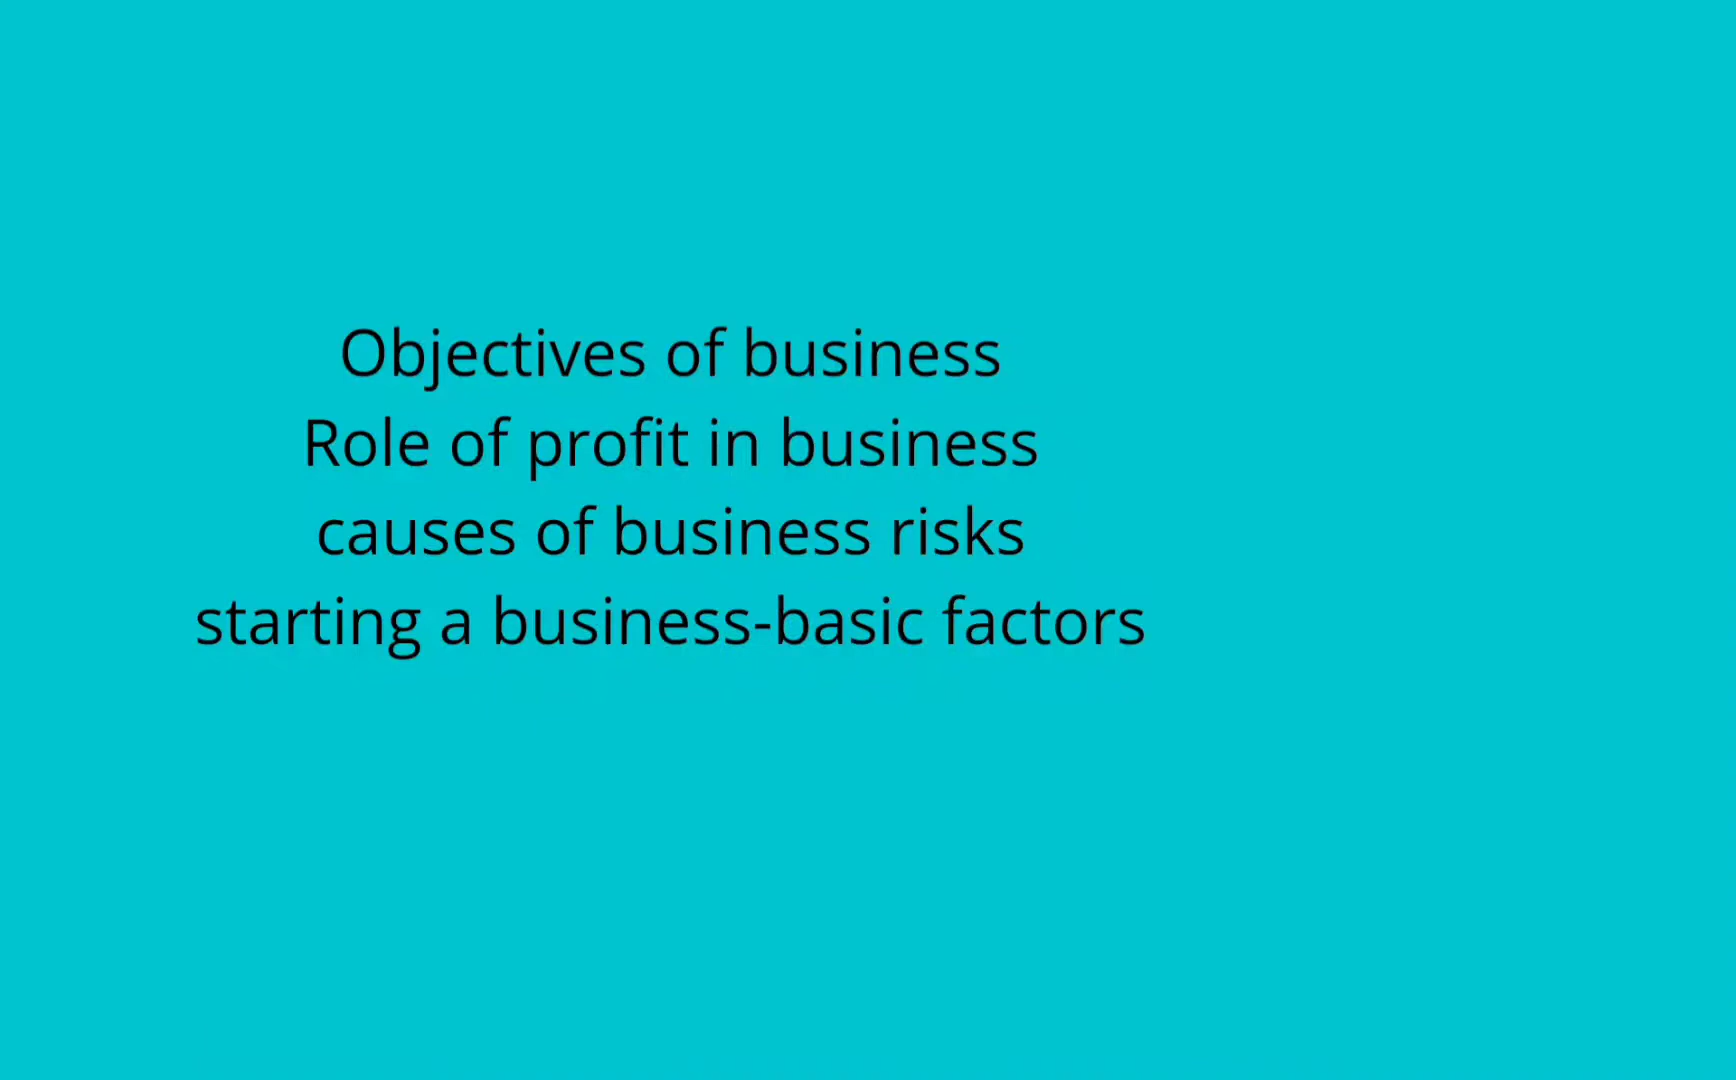 Objectives of business
Role of profit in business
causes of business risks
starting a business-basic factors